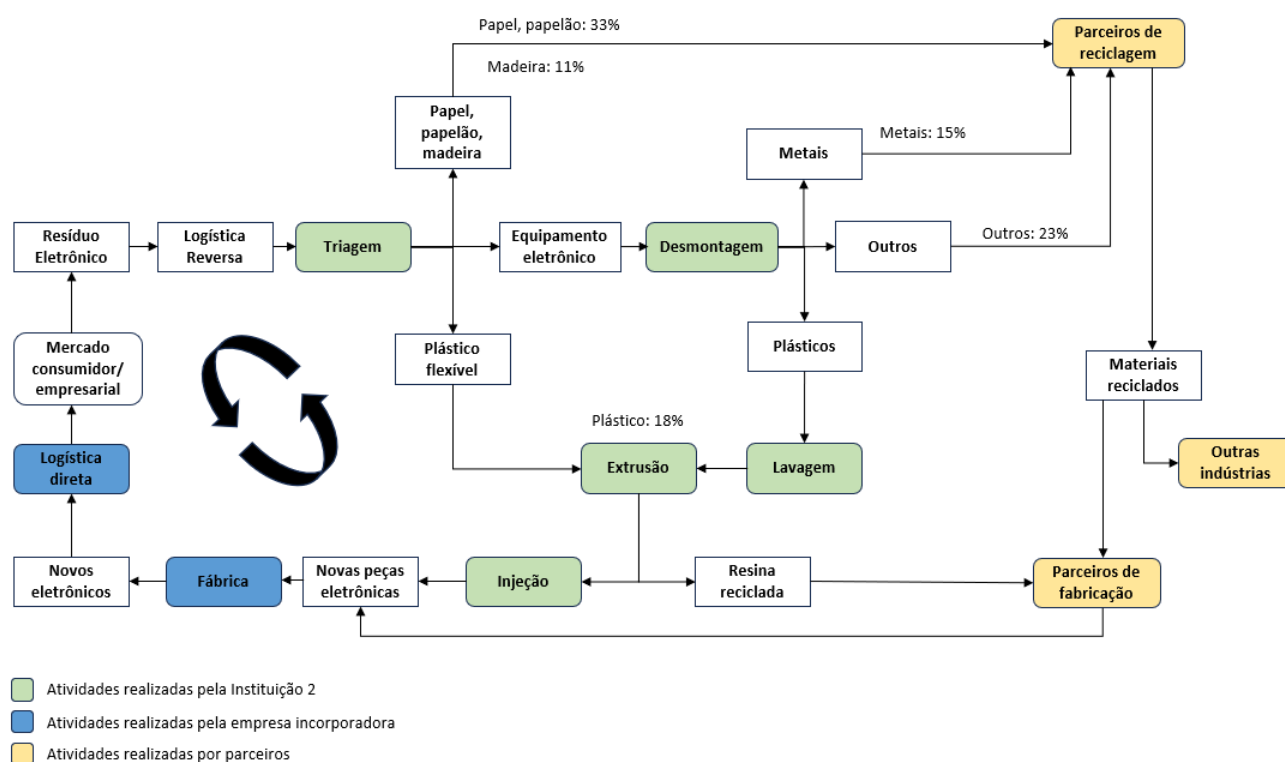 Papel, papelão: 33%
Parceiros de
reciclagem
Madeira: 11%
Papel,
papelão,
madeira
Metais
Metais: 15%
Resíduo
Eletrônico
Logística
Reversa
Triagem
Equipamento
eletrônico
Desmontagem
Outros
Outros: 23%
Mercado
consumidor/
empresarial
Plástico
flexível
Plásticos
Materiais
reciclados
Plástico: 18%
Logística
direta
Extrusão
Lavagem
Outras
indústrias
Novos
eletrônicos
Fábrica
Novas peças
eletrônicas
Injeção
Resina
reciclada
Parceiros de
fabricação
Atividades realizadas pela Instituição 2
Atividades realizadas pela empresa incorporadora
Atividades realizadas por parceiros